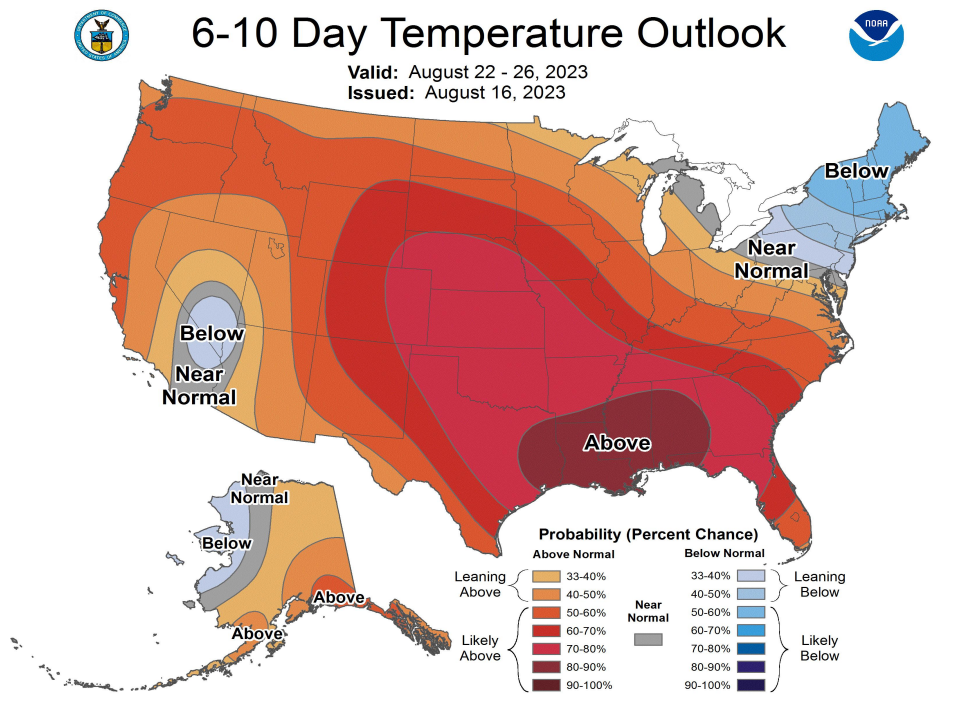 6-10 Day Temperature Outlook
NOAA
Valid: August 22 - 26, 2023
Issued: August 16, 2023
Below
Near
Normal
Below
Near
Normal
Above
Near
Normal
Below
Above
Above
Probability (Percent Chance)
Above Normal
Below Normal
Leaning
Above
33-40%
40-50%
Likely
Above
50-60%
60-70%
70-80%
80-90%
90-100%
Near
Normal
33-40%
40-50%
Leaning
Below
50-60%
60-70%
70-80%
80-90%
90-100%
Likely
Below